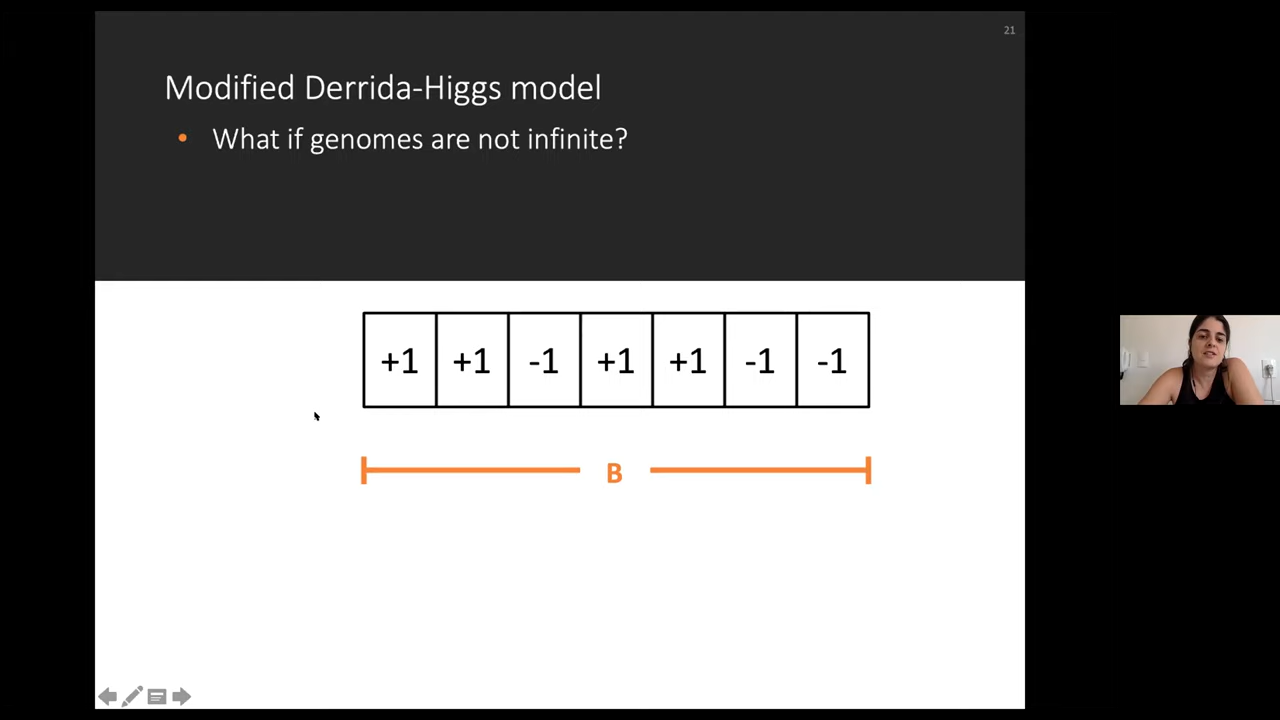 21
Modified Derrida-Higgs model
• What if genomes are not infinite?
+1 +1 -1 +1 +1 -1 -1
B